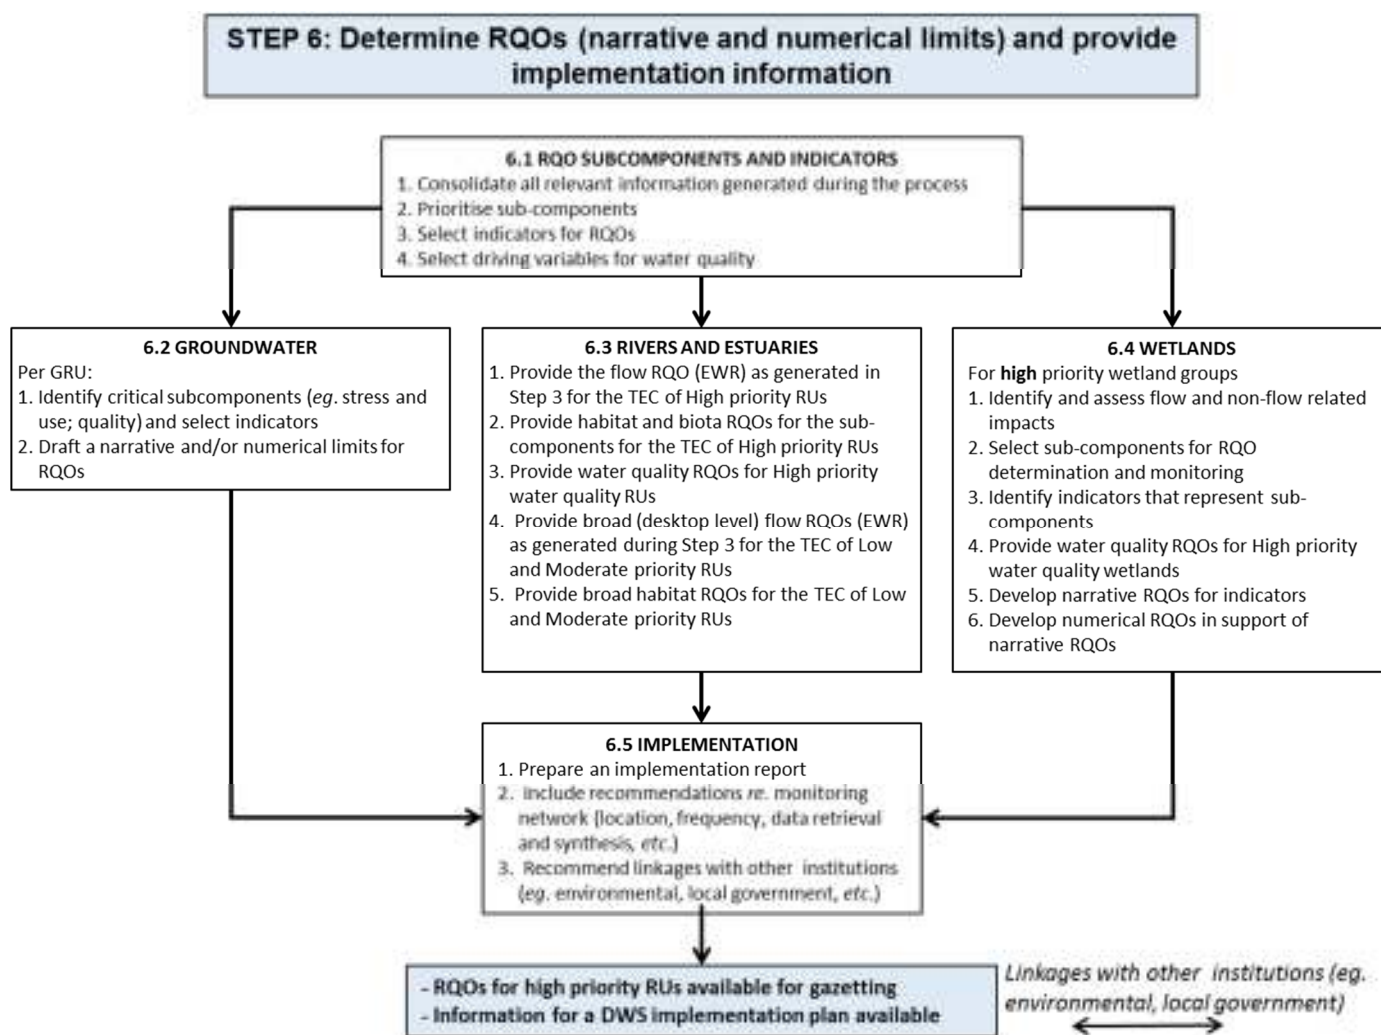 STEP 6: Determine RQOs (narrative and numerical limits) and provide
implementation information
6.1 RQO SUBCOMPONENTS AND INDICATORS
1. Consolidate all relevant information generated during the process
2. Prioritise sub-components
3. Select indicators for RQOs
4. Select driving variables for water quality
6.2 GROUNDWATER
Per GRU:
1. Identify critical subcomponents (eg. stress and
use; quality) and select indicators
2. Draft a narrative and/or numerical limits for
RQOs
6.3 RIVERS AND ESTUARIES
1. Provide the flow RQO (EWR) as generated in
Step 3 for the TEC of High priority RUs
2. Provide habitat and biota RQOs for the sub-
components for the TEC of High priority RUs
3. Provide water quality RQOs for High priority
water quality RUs
4. Provide broad (desktop level) flow RQOs (EWR)
as generated during Step 3 for the TEC of Low
and Moderate priority RUs
5. Provide broad habitat RQOs for the TEC of Low
and Moderate priority RUs
6.4 WETLANDS
For high priority wetland groups
1. Identify and assess flow and non-flow related
impacts
2. Select sub-components for RQO
determination and monitoring
3. Identify indicators that represent sub-
components
4. Provide water quality RQOs for High priority
water quality wetlands
5. Develop narrative RQOs for indicators
6. Develop numerical RQOs in support of
narrative RQOs
6.5 IMPLEMENTATION
1. Prepare an implementation report
2. Include recommendations re. monitoring
network (location, frequency, data retrieval
and synthesis, etc.)
3. Recommend linkages with other institutions
(eg. environmental, local government, etc.)
- RQOs for high priority RUs available for gazetting
- Information for a DWS implementation plan available
Linkages with other institutions (eg.
environmental, local government)